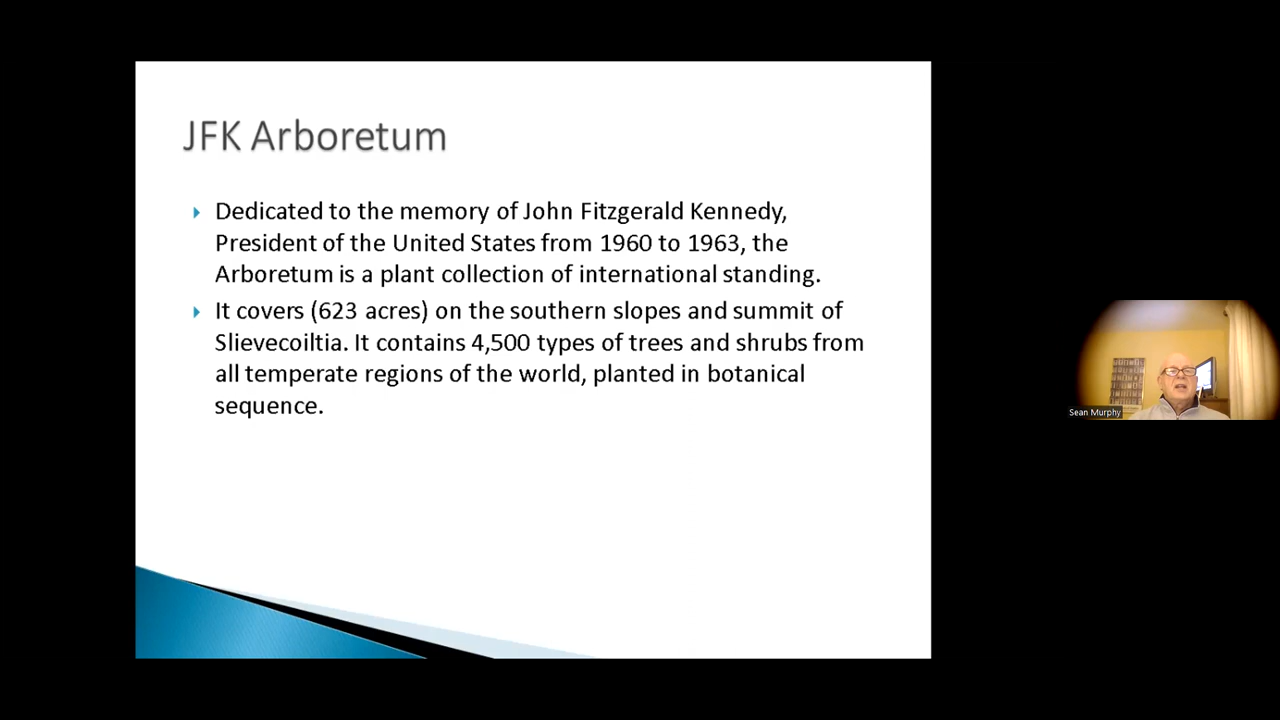 JFK Arboretum
Dedicated to the memory of John Fitzgerald Kennedy,
President of the United States from 1960 to 1963, the
Arboretum is a plant collection of international standing.
It covers (623 acres) on the southern slopes and summit of
Slievecoiltia. It contains 4,500 types of trees and shrubs from
all temperate regions of the world, planted in botanical
sequence.
Sean Murphy